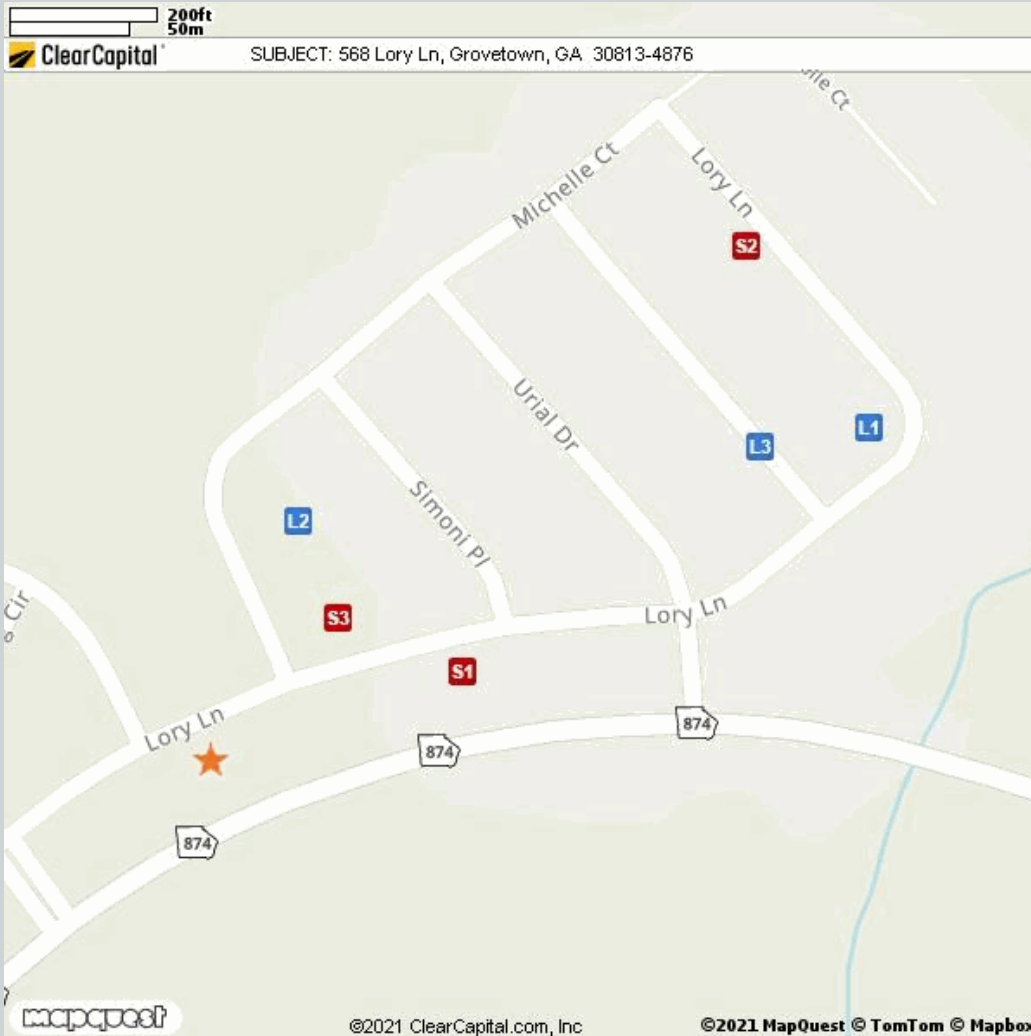 200ft
50m
ClearCapital
SUBJECT: 568 Lory Ln, Grovetown, GA 30813-4876
Michelle Ct
Lory Ln
S2
Urial Dr
L1
L3
Simoni Pl
L2
Cir
S3
Lory Ln
S1
Lory Ln
874
874
874
mapquest
©2021 ClearCapital.com, Inc
©2021 MapQuest © TomTom © Mapbox